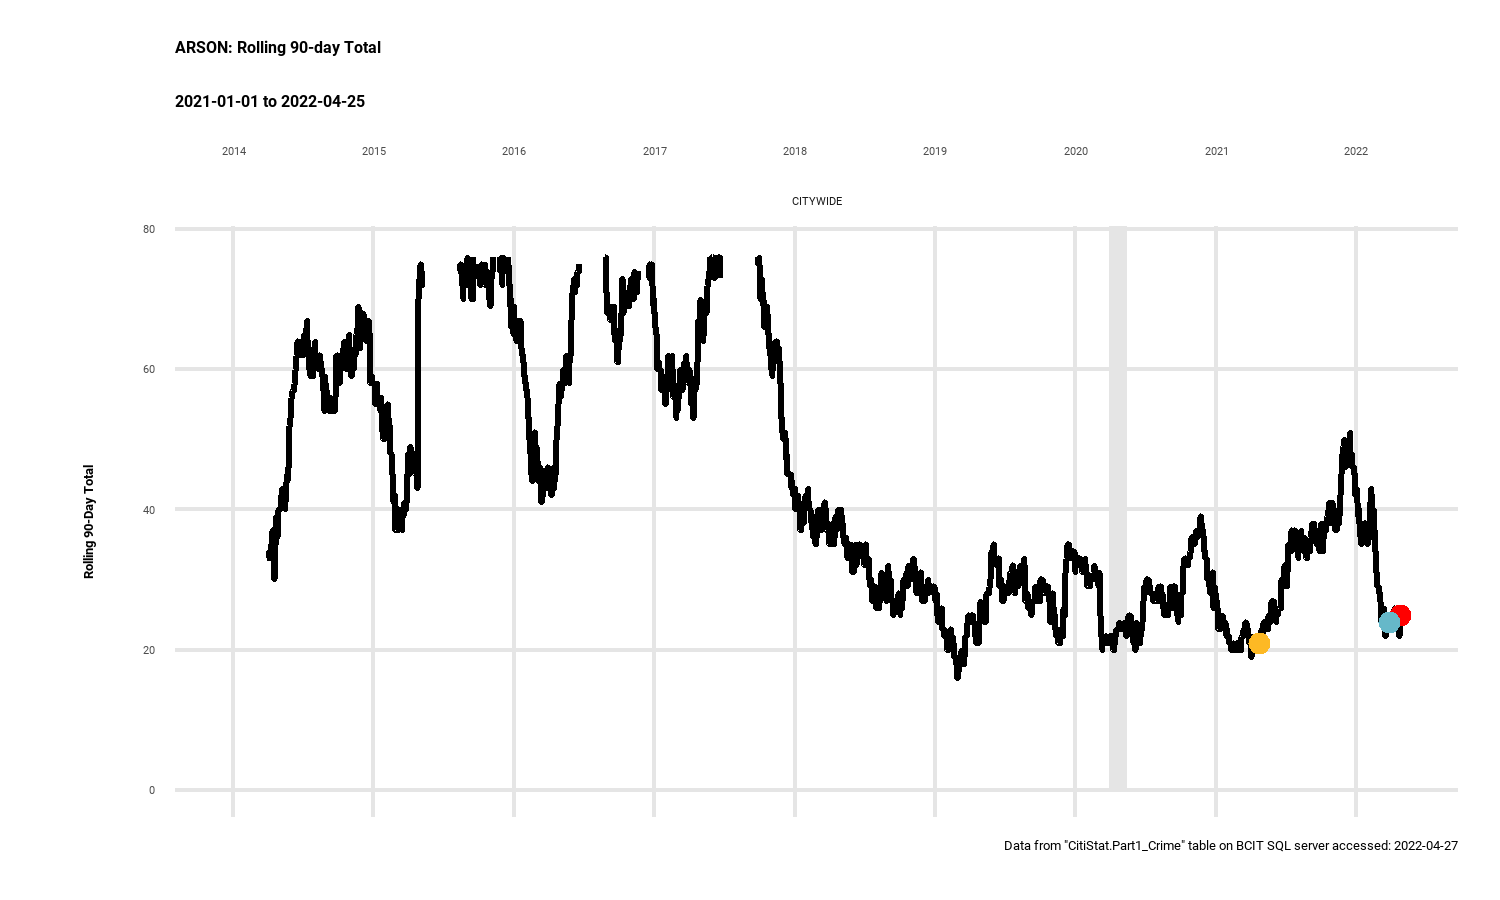 ARSON: Rolling 90-day Total
2021-01-01 to 2022-04-25
2014 2015 2016 2017 2018 2019 2020 2021 2022
CITYWIDE
80
60
40
20
0
Rolling 90-Day Total
Data from "CitiStat.Part1_Crime" table on BCIT SQL server accessed: 2022-04-27